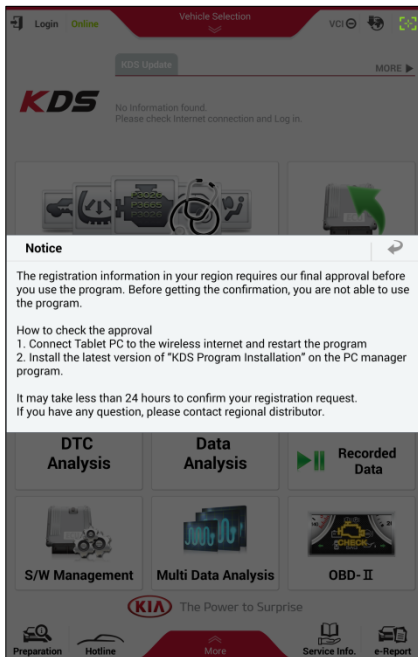 Login Online
Vehicle Selection
VCI
KDS Update
MORE
KDS
No Information found.
Please check Internet connection and Log in.
P3025
P3665
P3026
Notice
The registration information in your region requires our final approval before
you use the program. Before getting the confirmation, you are not able to use
the program.
How to check the approval
1. Connect Tablet PC to the wireless internet and restart the program
2. Install the latest version of “KDS Program Installation” on the PC manager
program.
It may take less than 24 hours to confirm your registration request.
If you have any question, please contact regional distributor.
DTC
Analysis
Data
Analysis
Recorded
Data
CHECK
S/W Management
Multi Data Analysis
OBD-Ⅱ
KIA The Power to Surprise
Preparation
Hotline
More
Service Info.
e-Report